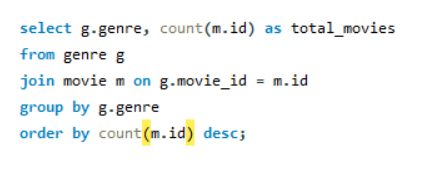 select g.genre, count(m.id) as total_movies
from genre g
join movie m on g.movie_id = m.id
group by g.genre
order by count(m.id) desc;